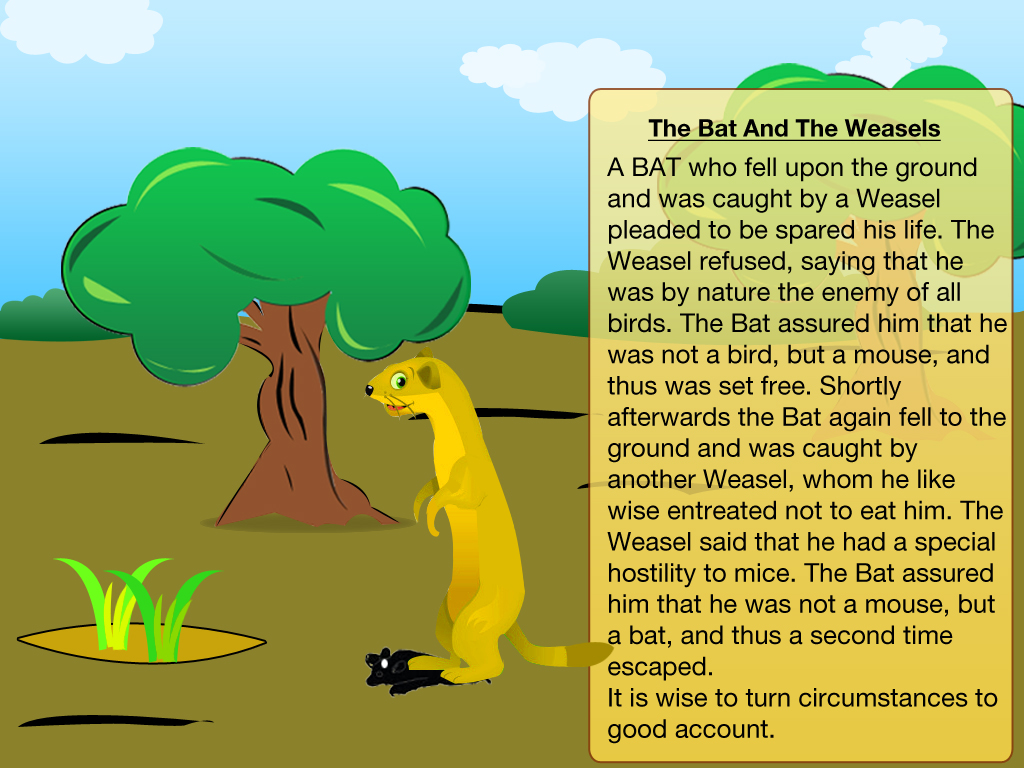 The Bat And The Weasels
A BAT who fell upon the ground
and was caught by a Weasel
pleaded to be spared his life. The
Weasel refused, saying that he
was by nature the enemy of all
birds. The Bat assured him that he
was not a bird, but a mouse, and
thus was set free. Shortly
afterwards the Bat again fell to the
ground and was caught by
another Weasel, whom he like
wise entreated not to eat him. The
Weasel said that he had a special
hostility to mice. The Bat assured
him that he was not a mouse, but
a bat, and thus a second time
escaped.
It is wise to turn circumstances to
good account.